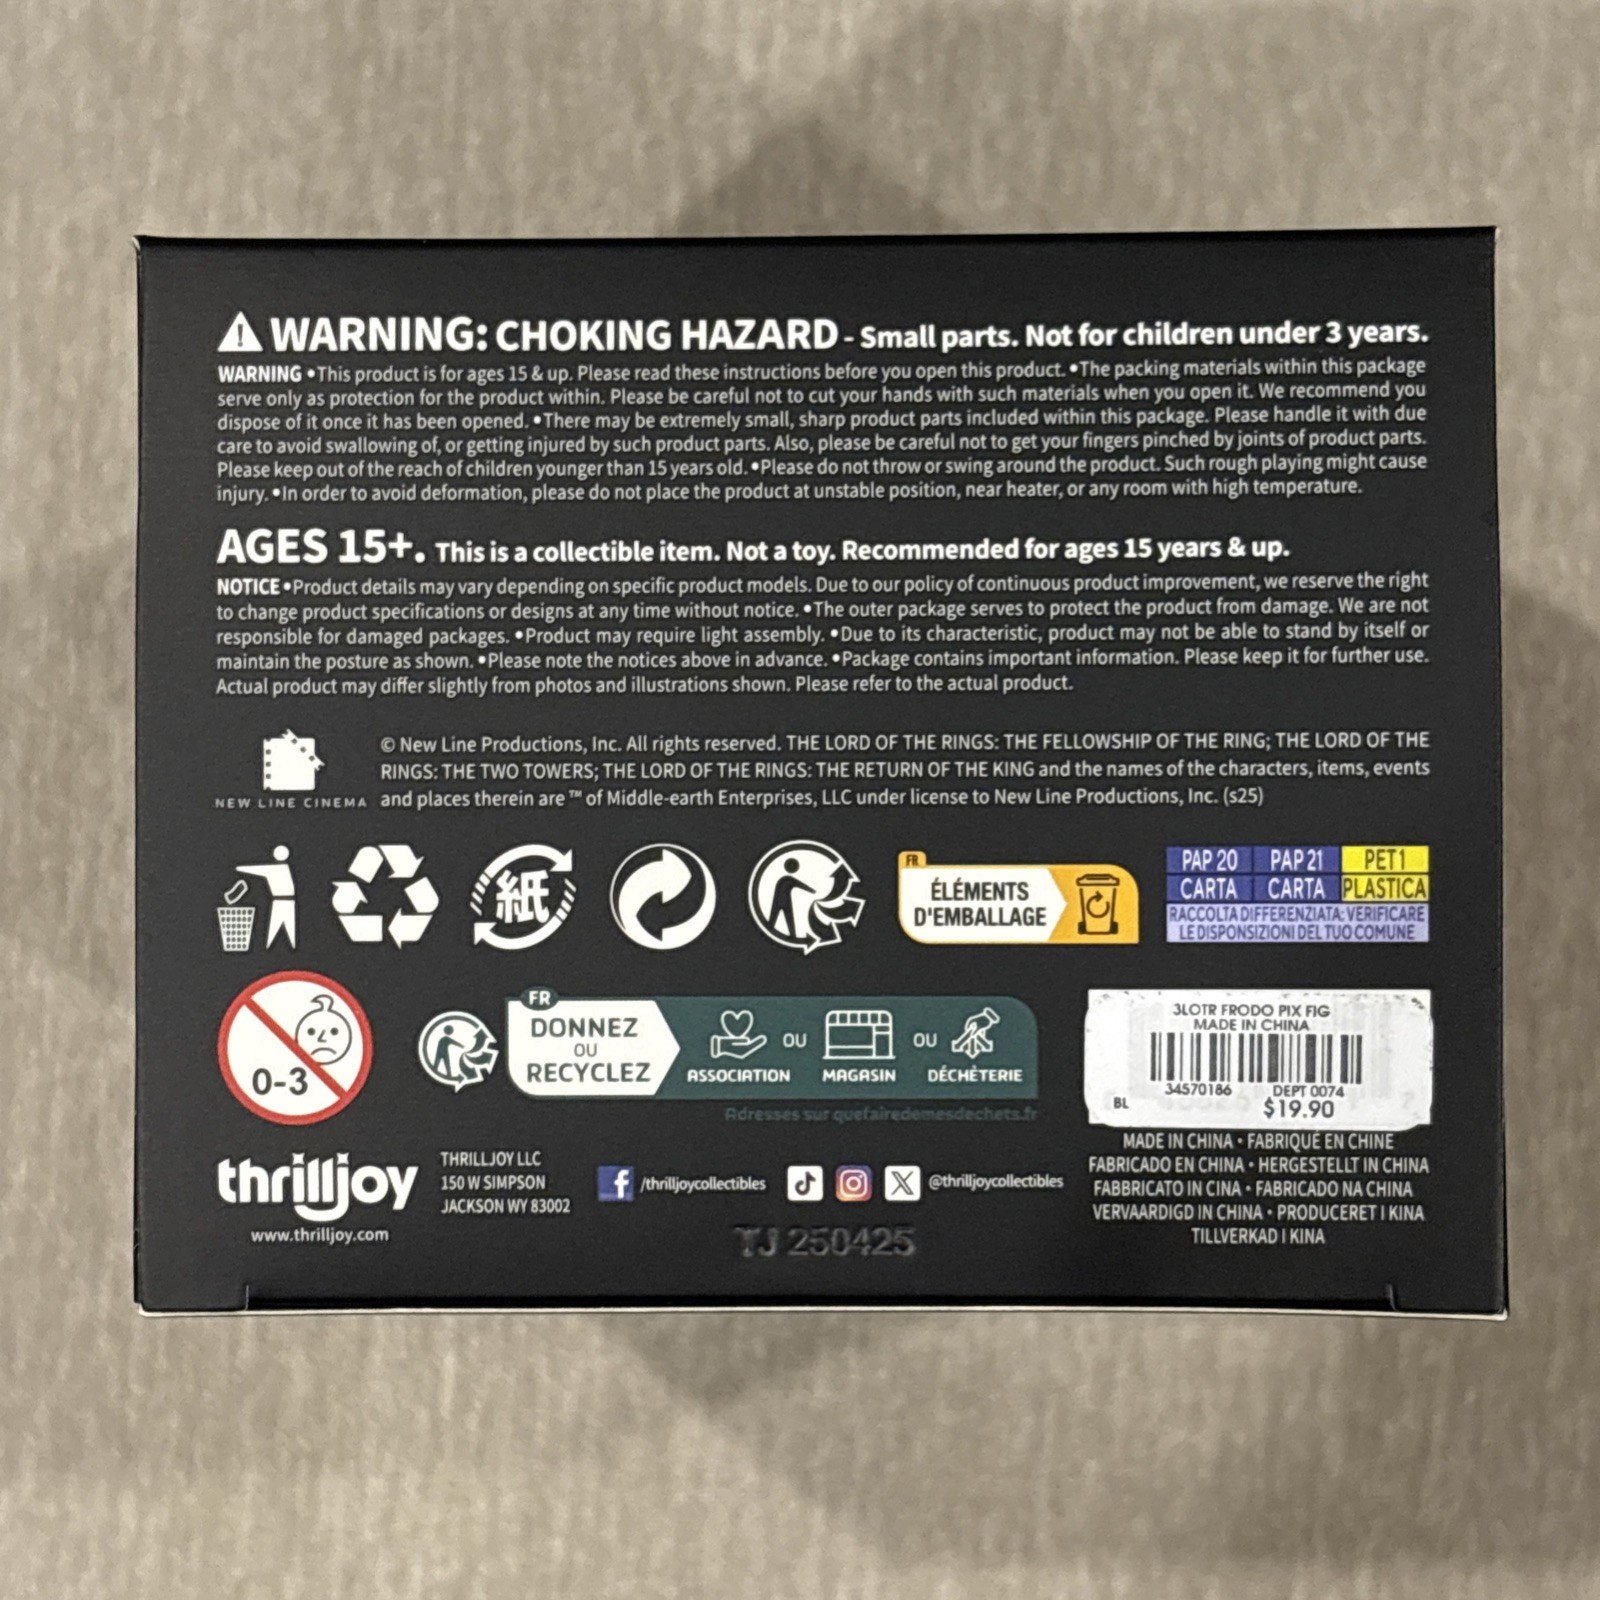 WARNING: CHOKING HAZARD - Small parts. Not for children under 3 years.
WARNING •This product is for ages 15 & up. Please read these instructions before you open this product. •The packing materials within this package
serve only as protection for the product within. Please be careful not to cut your hands with such materials when you open it. We recommend you
dispose of it once it has been opened. •There may be extremely small, sharp product parts included within this package. Please handle it with due
care to avoid swallowing of, or getting injured by such product parts. Also, please be careful not to get your fingers pinched by joints of product parts.
Please keep out of the reach of children younger than 15 years old. •Please do not throw or swing around the product. Such rough playing might cause
injury. •In order to avoid deformation, please do not place the product at unstable position, near heater, or any room with high temperature.
AGES 15+. This is a collectible item. Not a toy. Recommended for ages 15 years & up.
NOTICE •Product details may vary depending on specific product models. Due to our policy of continuous product improvement, we reserve the right
to change product specifications or designs at any time without notice. •The outer package serves to protect the product from damage. We are not
responsible for damaged packages. •Product may require light assembly. •Due to its characteristic, product may not be able to stand by itself or
maintain the posture as shown. •Please note the notices above in advance. •Package contains important information. Please keep it for further use.
Actual product may differ slightly from photos and illustrations shown. Please refer to the actual product.
NEW LINE CINEMA
© New Line Productions, Inc. All rights reserved. THE LORD OF THE RINGS: THE FELLOWSHIP OF THE RING; THE LORD OF THE
RINGS: THE TWO TOWERS; THE LORD OF THE RINGS: THE RETURN OF THE KING and the names of the characters, items, events
and places therein are ™ of Middle-earth Enterprises, LLC under license to New Line Productions, Inc. (s25)
紙
FR
ÉLÉMENTS
D'EMBALLAGE
PAP 20 PAP 21 PET 1
CARTA CARTA PLASTICA
RACCOLTA DIFFERENZIATA: VERIFICARE
LE DISPONSIZIONI DEL TUO COMUNE
0-3
FR
DONNEZ
OU
RECYCLEZ
OU OU
ASSOCIATION MAGASIN DÉCHÈTERIE
Adresses sur quefairedemesdechets.fr
3LOTR FRODO PIX FIG
MADE IN CHINA
34570186 DEPT 0074
BL $19.90
thrilljoy
www.thrilljoy.com
THRILLJOY LLC
150 W SIMPSON
JACKSON WY 83002
/thrilljoycollectibles
@thrilljoycollectibles
TJ 250425
MADE IN CHINA • FABRIQUÉ EN CHINE
FABRICADO EN CHINA • HERGESTELLT IN CHINA
FABBRICATO IN CINA • FABRICADO NA CHINA
VERVAARDIGD IN CHINA • PRODUCERET I KINA
TILLVERKAD I KINA